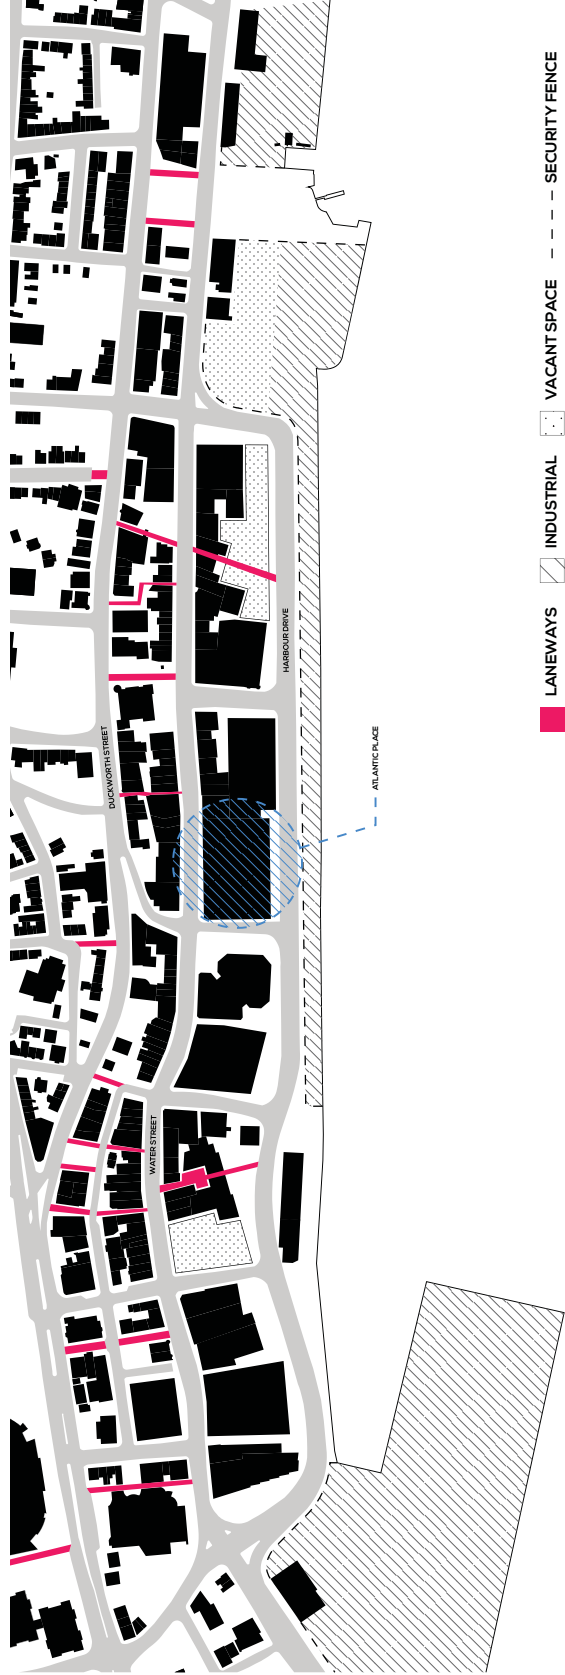 SECURITY FENCE
VACANT SPACE
INDUSTRIAL
LANEWAYS
HARBOUR DRIVE
DUCKWORTH STREET
ATLANTIC PLACE
WATER STREET